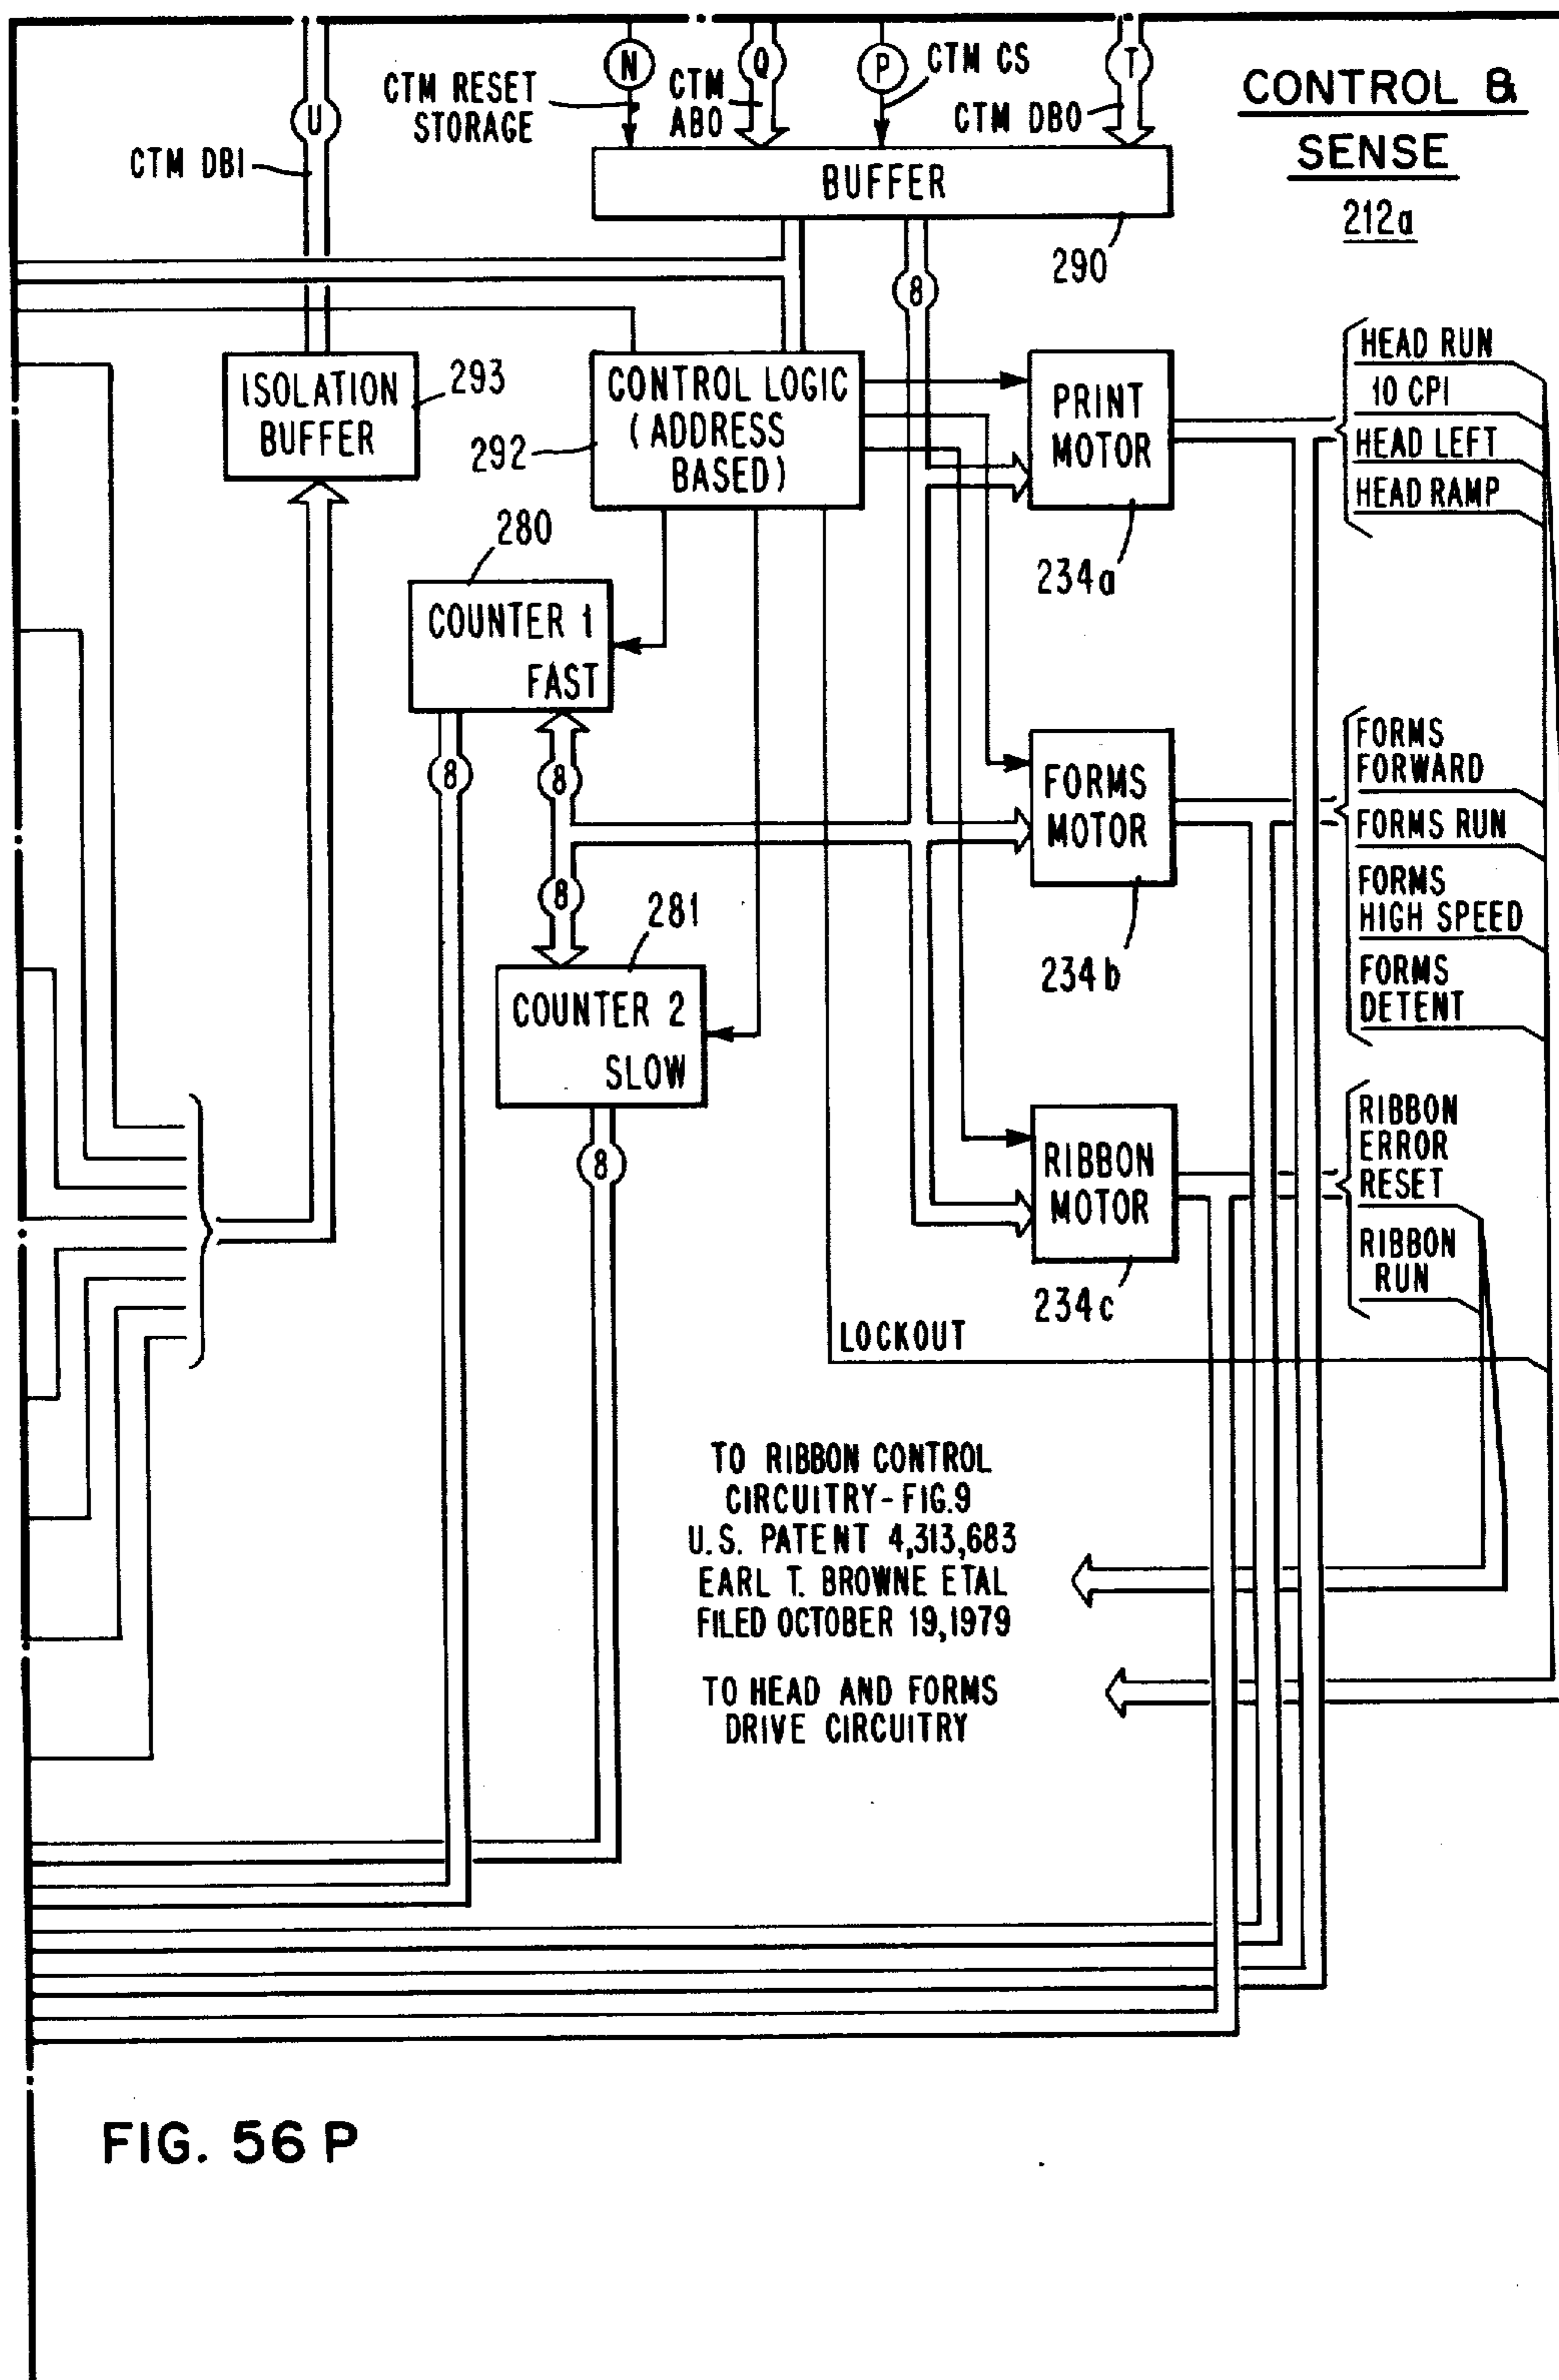 N
Q
P
T
U
CTM RESET
STORAGE
CTM
ABO
CTM CS
CTM DBO
CTM DBI
CONTROL &
SENSE
212a
BUFFER
290
8
ISOLATION
BUFFER
293
CONTROL LOGIC
(ADDRESS
BASED)
292
PRINT
MOTOR
234a
HEAD RUN
10 CPI
HEAD LEFT
HEAD RAMP
280
COUNTER 1
FAST
8
8
8
FORMS
MOTOR
234b
FORMS
FORWARD
FORMS RUN
FORMS
HIGH SPEED
FORMS
DETENT
281
COUNTER 2
SLOW
8
RIBBON
MOTOR
234c
RIBBON
ERROR
RESET
RIBBON
RUN
LOCKOUT
TO RIBBON CONTROL
CIRCUITRY-FIG.9
U.S. PATENT 4,313,683
EARL T. BROWNE ETAL
FILED OCTOBER 19,1979
TO HEAD AND FORMS
DRIVE CIRCUITRY
FIG. 56 P